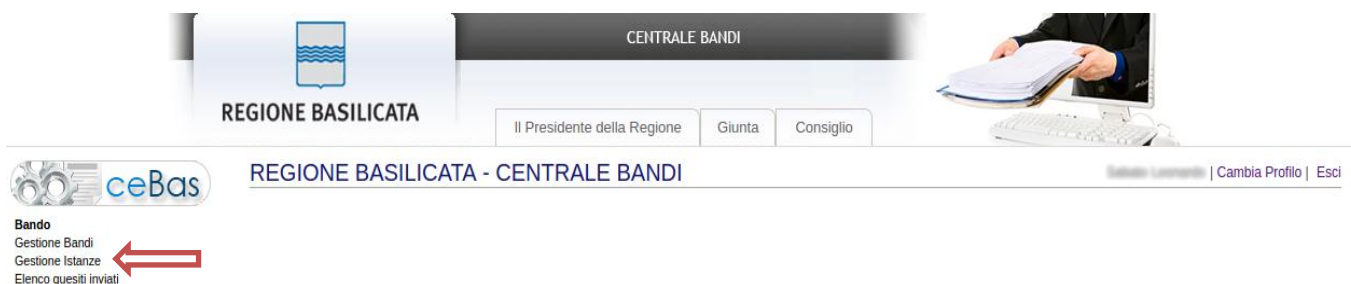 CENTRALE BANDI
REGIONE BASILICATA
Il Presidente della Regione Giunta Consiglio
ceBas
REGIONE BASILICATA - CENTRALE BANDI
| Cambia Profilo | Esci
Bando
Gestione Bandi
Gestione Istanze
Elenco quesiti inviati